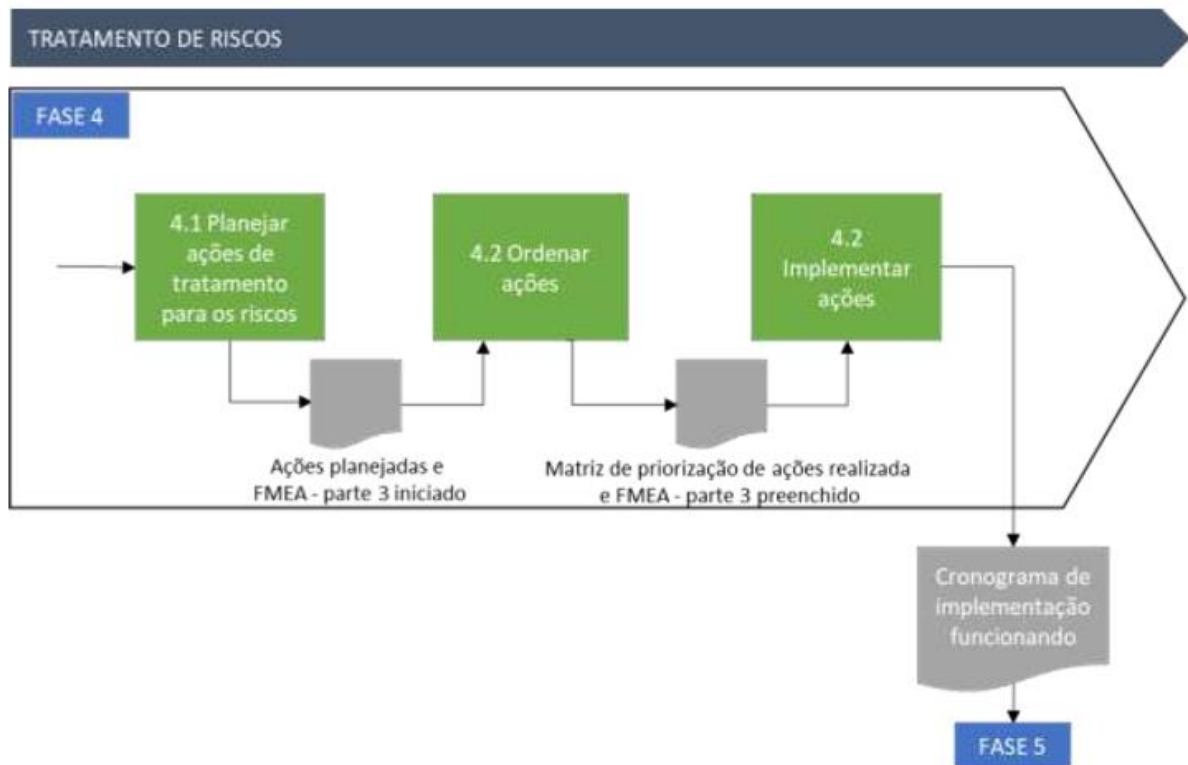 TRATAMENTO DE RISCOS
FASE 4
4.1 Planejar
ações de
tratamento
para os riscos
4.2 Ordenar
ações
4.2
Implementar
ações
Ações planejadas e
FMEA - parte 3 iniciado
Matriz de priorização de ações realizada
e FMEA - parte 3 preenchido
Cronograma de
implementação
funcionando
FASE 5